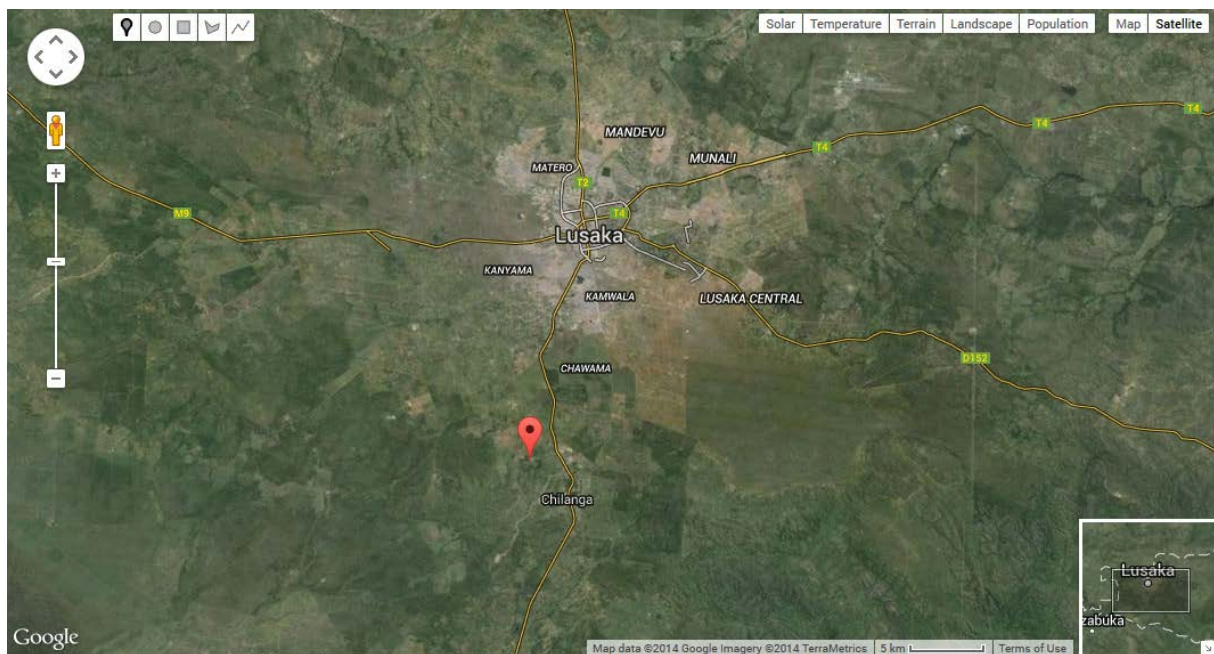 Solar Temperature Terrain Landscape Population Map Satellite
T4
T4
MANDEVU
T4
MUNALI
MATERO
T2
M9
T4
Lusaka
KANYAMA
KAMWALA
LUSAKA CENTRAL
D152
CHAWAMA
Chilanga
Lusaka
zabuka
Google
Map data ©2014 Google Imagery ©2014 TerraMetrics 5 km Terms of Use